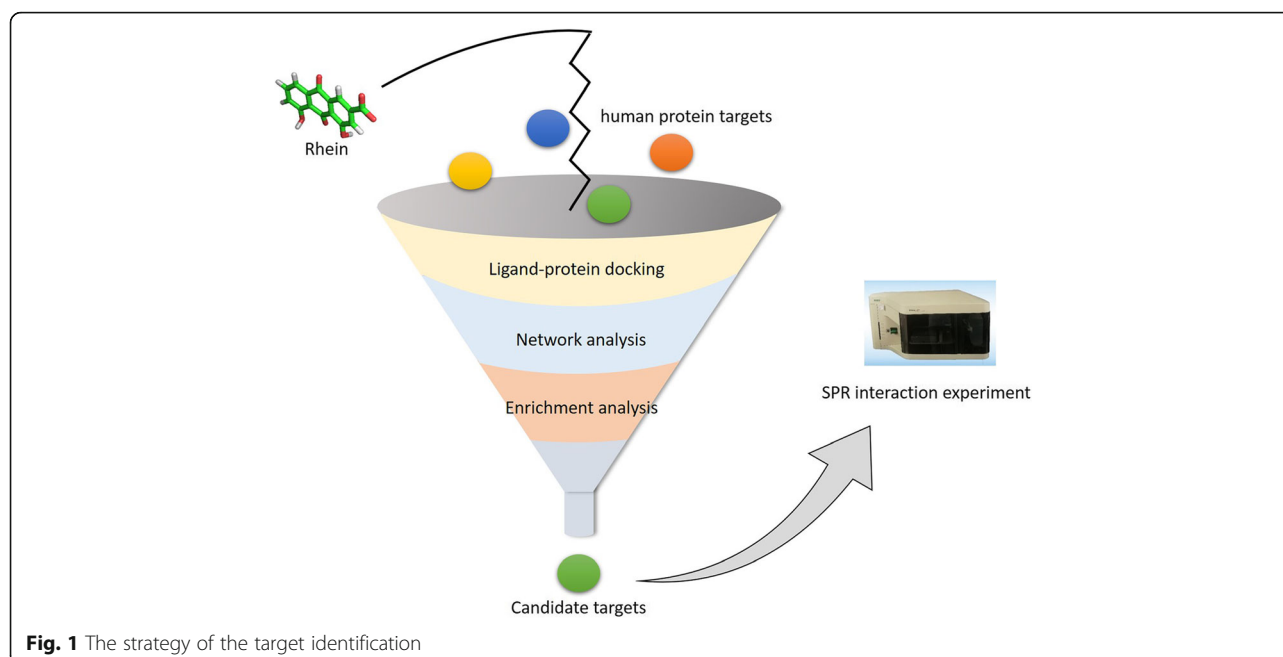 Rhein
human protein targets
Ligand-protein docking
Network analysis
Enrichment analysis
SPR interaction experiment
Candidate targets
Fig. 1 The strategy of the target identification